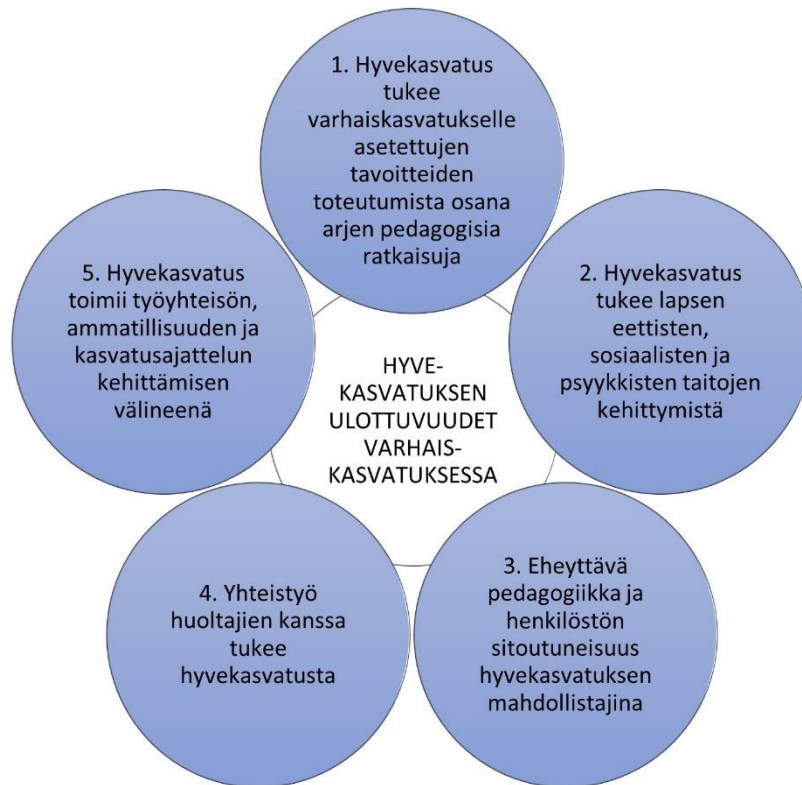 1. Hyvekasvatus
tukee
varhaiskasvatukselle
asetettujen
tavoitteiden
toteutumista osana
arjen pedagogisia
ratkaisuja
2. Hyvekasvatus
tukee lapsen
eettisten,
sosiaalisten ja
psyykkisten taitojen
kehittymistä
3. Eheyttävä
pedagogiikka ja
henkilöstön
sitoutuneisuus
hyvekasvatuksen
mahdollistajina
4. Yhteistyö
huoltajien kanssa
tukee
hyvekasvatusta
5. Hyvekasvatus
toimii työyhteisön,
ammatillisuuden ja
kasvatusajattelun
kehittämisen
välineenä
HYVE-
KASVATUKSEN
ULOTTUVUUDET
VARHAIS-
KASVATUKSESSA